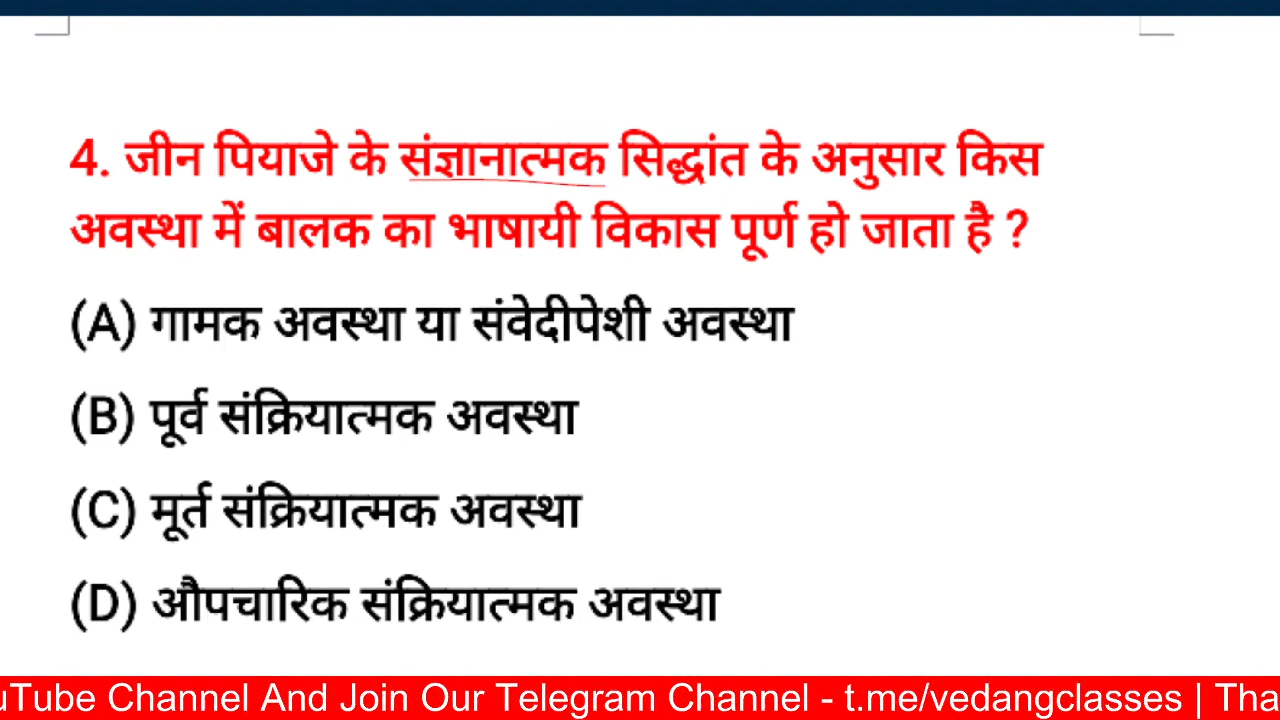 4. जीन पियाजे के संज्ञानात्मक सिद्धांत के अनुसार किस
अवस्था में बालक का भाषायी विकास पूर्ण हो जाता है ?
(A) गामक अवस्था या संवेदीपेशी अवस्था
(B) पूर्व संक्रियात्मक अवस्था
(C) मूर्त संक्रियात्मक अवस्था
(D) औपचारिक संक्रियात्मक अवस्था
uTube Channel And Join Our Telegram Channel - t.me/vedangclasses | Tha